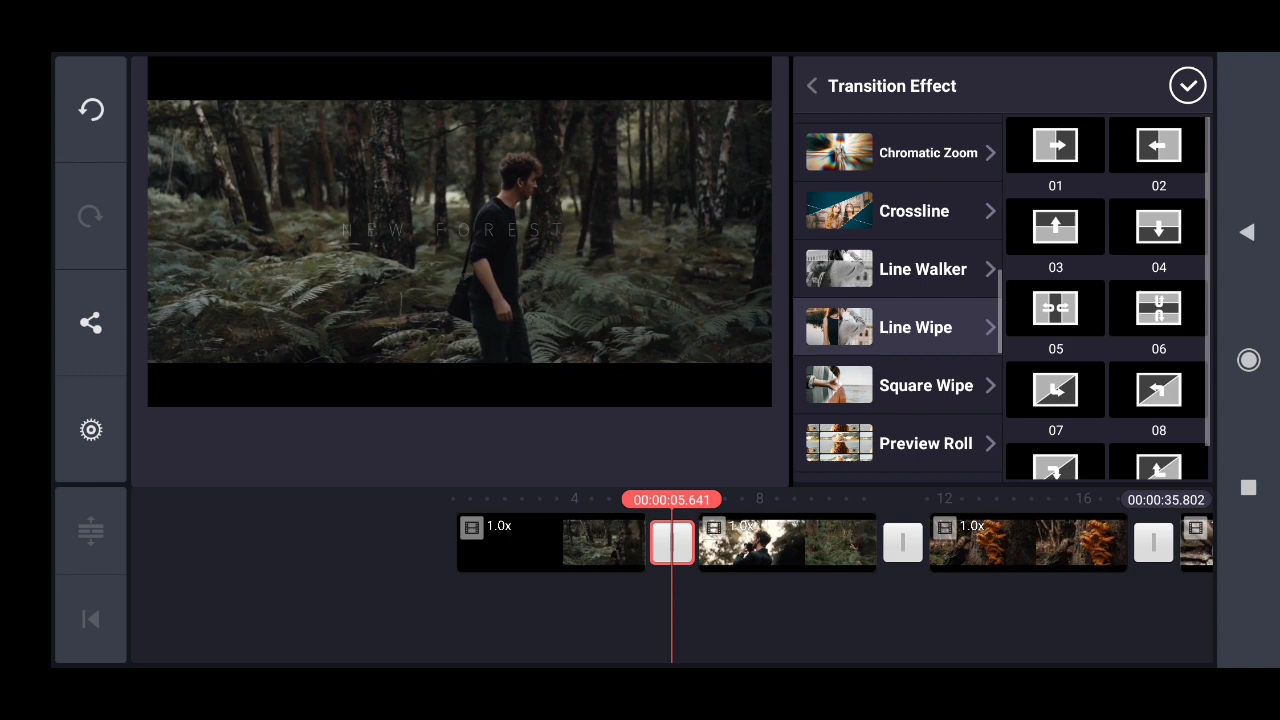 Transition Effect
Chromatic Zoom
Crossline
Line Walker
Line Wipe
Square Wipe
Preview Roll
01
02
03
04
05
06
07
08
NEW FOREST
4
00:00:05.641
8
12
16
00:00:35.802
1.0x
1.0x
1.0x